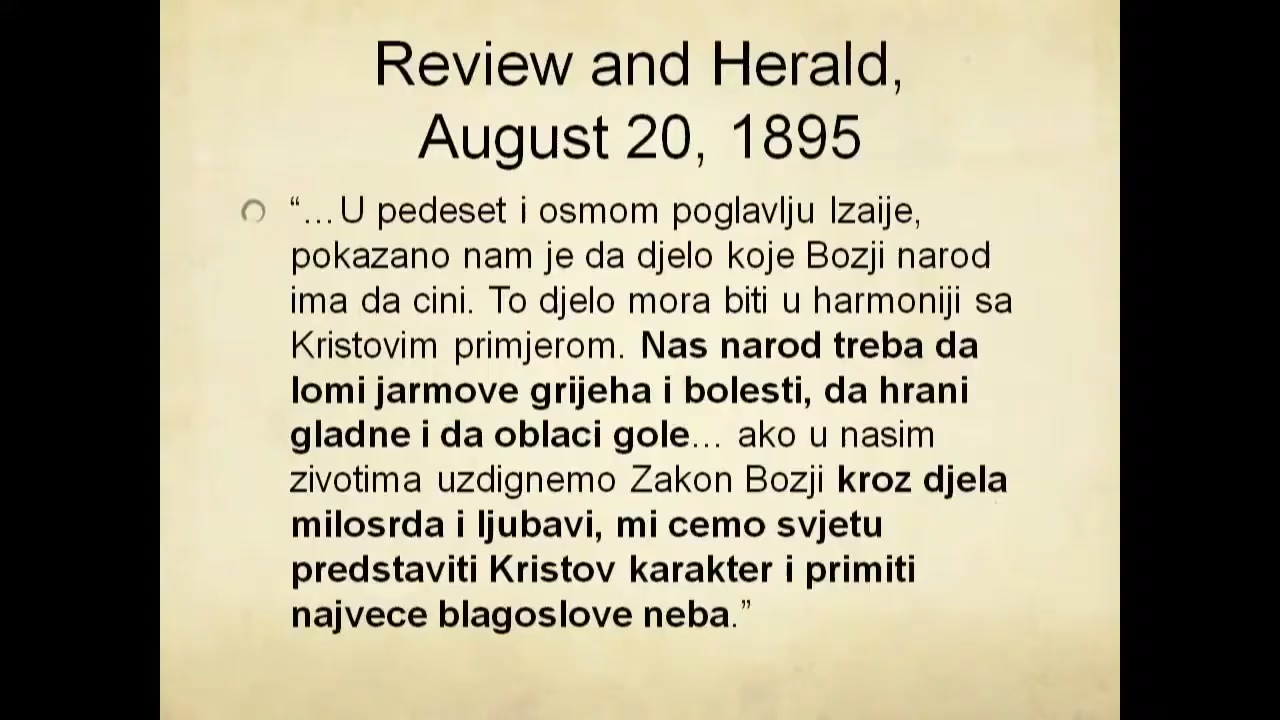 Review and Herald,
August 20, 1895
“…U pedeset i osmom poglavlju Izaije,
pokazano nam je da djelo koje Bozji narod
ima da cini. To djelo mora biti u harmoniji sa
Kristovim primjerom. Nas narod treba da
lomi jarmove grijeha i bolesti, da hrani
gladne i da oblaci gole… ako u nasim
zivotima uzdignemo Zakon Bozji kroz djela
milosrda i ljubavi, mi cemo svjetu
predstaviti Kristov karakter i primiti
najvece blagoslove neba.”